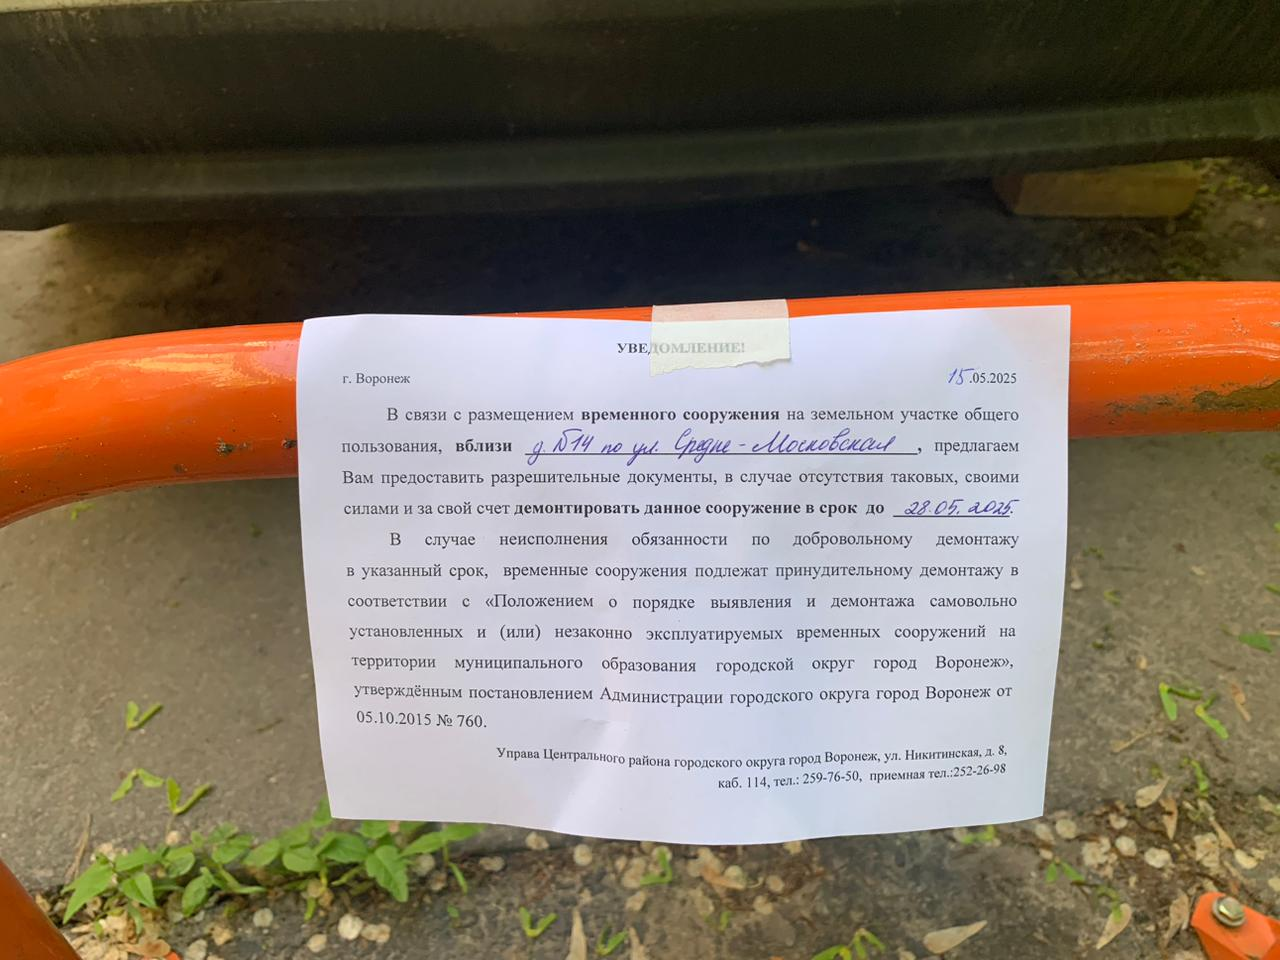 УВЕДОМЛЕНИЕ!
г. Воронеж 15.05.2025
В связи с размещением временного сооружения на земельном участке общего
пользования, вблизи д. №14 по ул. Средне-Московская, предлагаем
Вам предоставить разрешительные документы, в случае отсутствия таковых, своими
силами и за свой счет демонтировать данное сооружение в срок до 28.05.2025.
В случае неисполнения обязанности по добровольному демонтажу
в указанный срок, временные сооружения подлежат принудительному демонтажу в
соответствии с «Положением о порядке выявления и демонтажа самовольно
установленных и (или) незаконно эксплуатируемых временных сооружений на
территории муниципального образования городской округ город Воронеж»,
утверждённым постановлением Администрации городского округа город Воронеж от
05.10.2015 № 760.
Управа Центрального района городского округа город Воронеж, ул. Никитинская, д. 8,
каб. 114, тел.: 259-76-50, приемная тел.:252-26-98